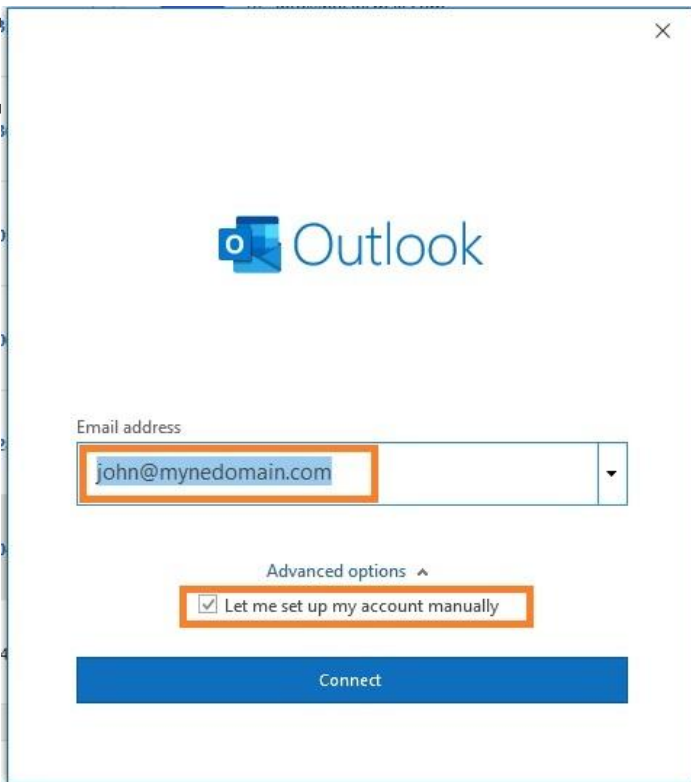 Outlook
Email address
john@mynedomain.com
Advanced options
Let me set up my account manually
Connect